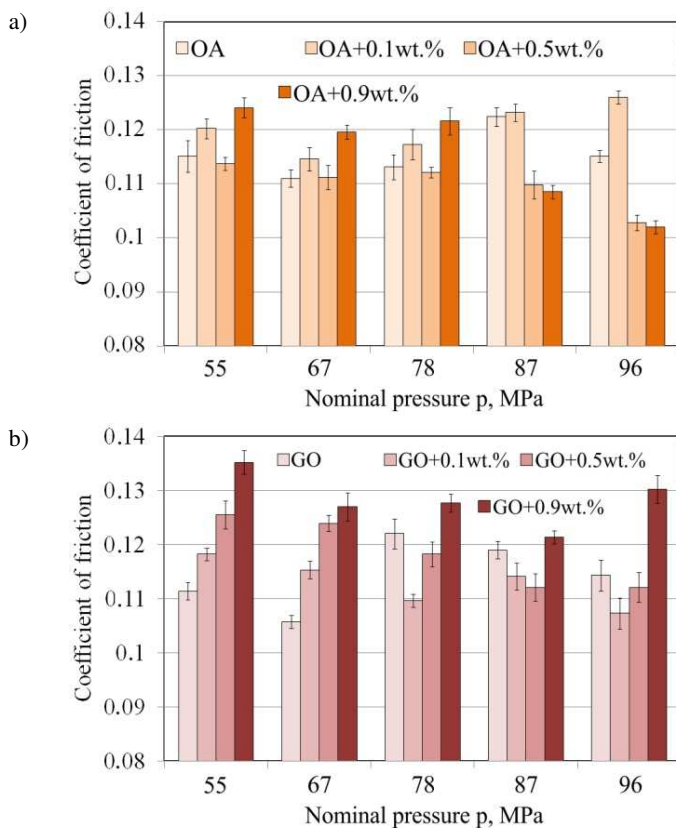 a)
Coefficient of friction
0.14
0.13
0.12
0.11
0.1
0.09
0.08
OA OA+0.1wt.% OA+0.5wt.%
OA+0.9wt.%
55 67 78 87 96
Nominal pressure p, MPa
b)
Coefficient of friction
0.14
0.13
0.12
0.11
0.1
0.09
0.08
GO GO+0.1wt.% GO+0.5wt.%
GO+0.9wt.%
55 67 78 87 96
Nominal pressure p, MPa